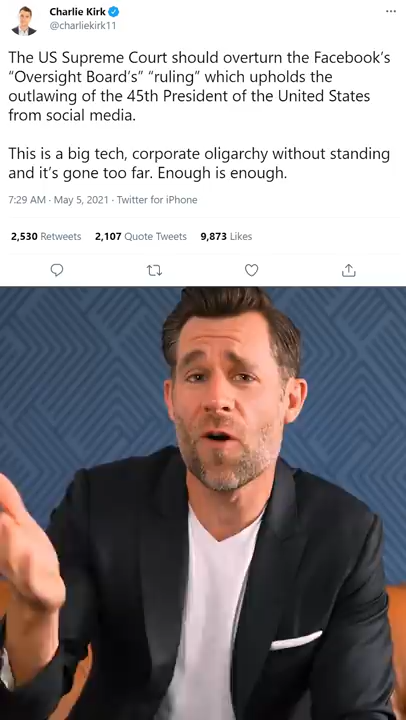 Charlie Kirk
@charliekirk11
The US Supreme Court should overturn the Facebook's
“Oversight Board's” “ruling” which upholds the
outlawing of the 45th President of the United States
from social media.
This is a big tech, corporate oligarchy without standing
and it's gone too far. Enough is enough.
7:29 AM · May 5, 2021 · Twitter for iPhone
2,530 Retweets 2,107 Quote Tweets 9,873 Likes